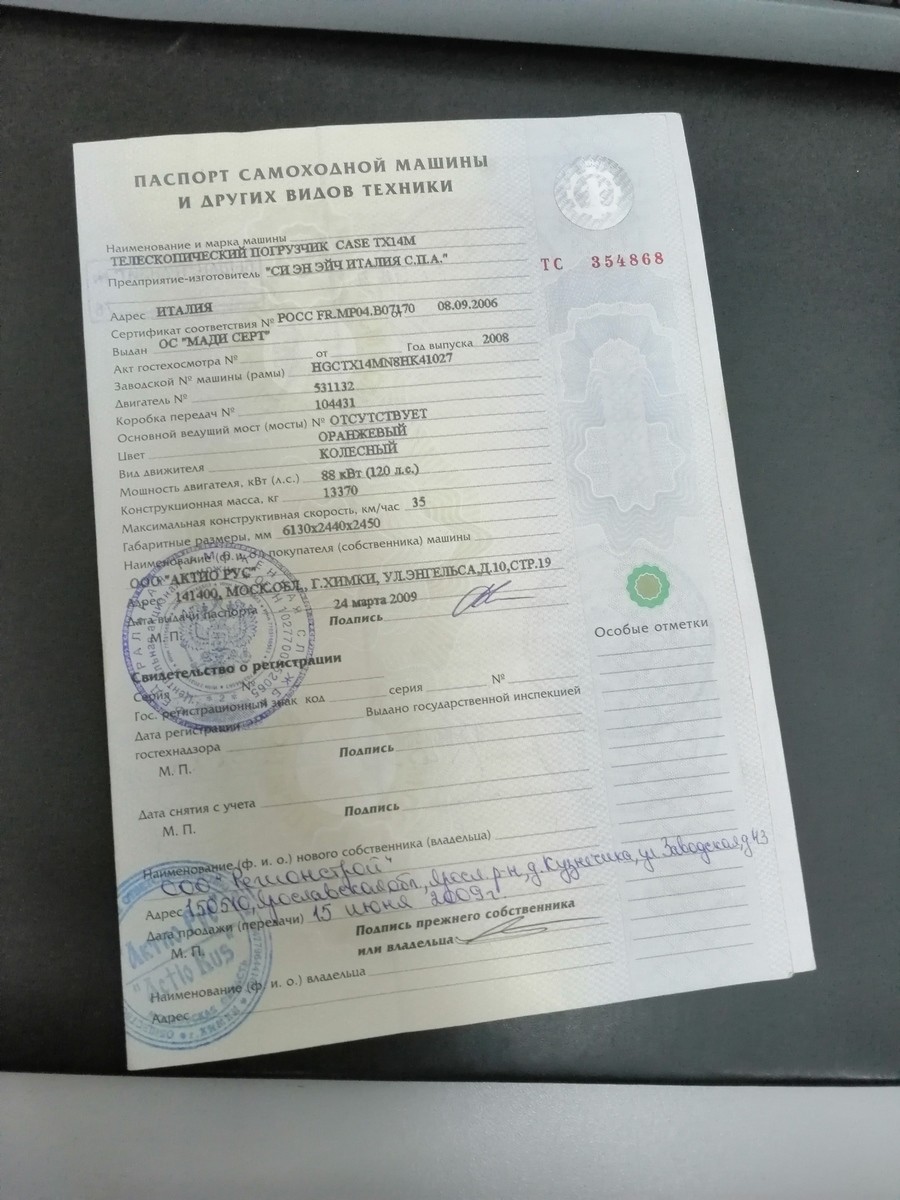 ПАСПОРТ САМОХОДНОЙ МАШИНЫ
И ДРУГИХ ВИДОВ ТЕХНИКИ
ТС 354868
Наименование и марка машины
ТЕЛЕСКОПИЧЕСКИЙ ПОГРУЗЧИК CASE TX14M
Предприятие-изготовитель "СИ ЭН ЭЙЧ ИТАЛИЯ С.П.А."
Адрес ИТАЛИЯ
Сертификат соответствия № РОСС FR.МР04.В07170 08.09.2006
Выдан ОС "МАДИ СЕРТ"
Акт гостехосмотра № от Год выпуска 2008
Заводской № машины (рамы) HGCTX14MN8HK41027
Двигатель № 531132
Коробка передач № 104431
Основной ведущий мост (мосты) № ОТСУТСТВУЕТ
Цвет ОРАНЖЕВЫЙ
Вид движителя КОЛЕСНЫЙ
Мощность двигателя, кВт (л.с.) 88 кВт (120 л.с.)
Конструкционная масса, кг 13370
Максимальная конструктивная скорость, км/час 35
Габаритные размеры, мм 6130х2440х2450
Наименование (ф. и. о.) покупателя (собственника) машины
ООО "АКТИО РУС"
Адрес 141400, МОСК.ОБЛ., Г.ХИМКИ, УЛ.ЭНГЕЛЬСА,Д.10,СТР.19
Дата выдачи паспорта 24 марта 2009
М. П. Подпись
Особые отметки
Свидетельство о регистрации
Серия №
Гос. регистрационный знак код серия №
Дата регистрации Выдано государственной инспекцией
гостехнадзора
М. П. Подпись
Дата снятия с учета
М. П. Подпись
Наименование (ф. и. о.) нового собственника (владельца)
ООО "Регионстрой"
Адрес 150510, Ярославская обл., Яросл. р-н, д. Кузнечиха, ул Заводская, д 43
Дата продажи (передачи) 15 июня 2009 г.
М. П. Подпись прежнего собственника
или владельца
Актио Рус
"Actio Rus"
Наименование (ф. и. о.) владельца
Адрес